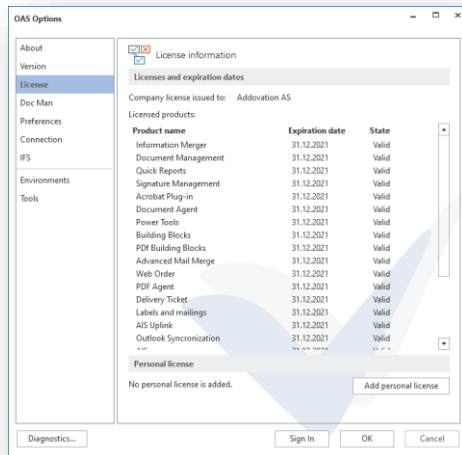 OAS Options
About
Version
License
Doc Man
Preferences
Connection
IFS
Environments
Tools
License information
Licenses and expiration dates
Company license issued to: Addovation AS
Licensed products:
Product name Expiration date State
Information Merger 31.12.2021 Valid
Document Management 31.12.2021 Valid
Quick Reports 31.12.2021 Valid
Signature Management 31.12.2021 Valid
Acrobat Plug-in 31.12.2021 Valid
Document Agent 31.12.2021 Valid
Power Tools 31.12.2021 Valid
Building Blocks 31.12.2021 Valid
PDF Building Blocks 31.12.2021 Valid
Advanced Mail Merge 31.12.2021 Valid
Web Order 31.12.2021 Valid
PDF Agent 31.12.2021 Valid
Delivery Ticket 31.12.2021 Valid
Labels and mailings 31.12.2021 Valid
AIS Uplink 31.12.2021 Valid
Outlook Syncronization 31.12.2021 Valid
Personal license
No personal license is added. Add personal license
Diagnostics... Sign In OK Cancel